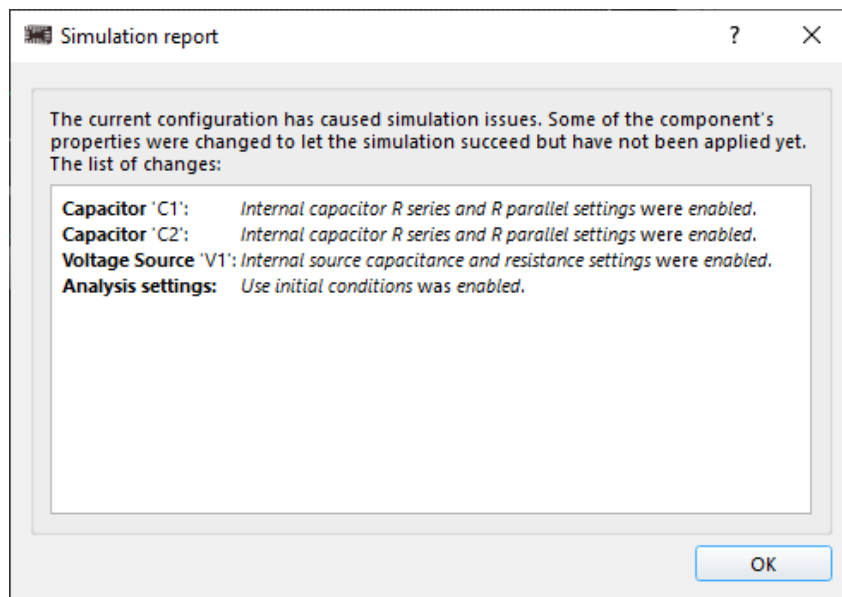 Simulation report
?
The current configuration has caused simulation issues. Some of the component's
properties were changed to let the simulation succeed but have not been applied yet.
The list of changes:
Capacitor 'C1': Internal capacitor R series and R parallel settings were enabled.
Capacitor 'C2': Internal capacitor R series and R parallel settings were enabled.
Voltage Source 'V1': Internal source capacitance and resistance settings were enabled.
Analysis settings: Use initial conditions was enabled.
OK